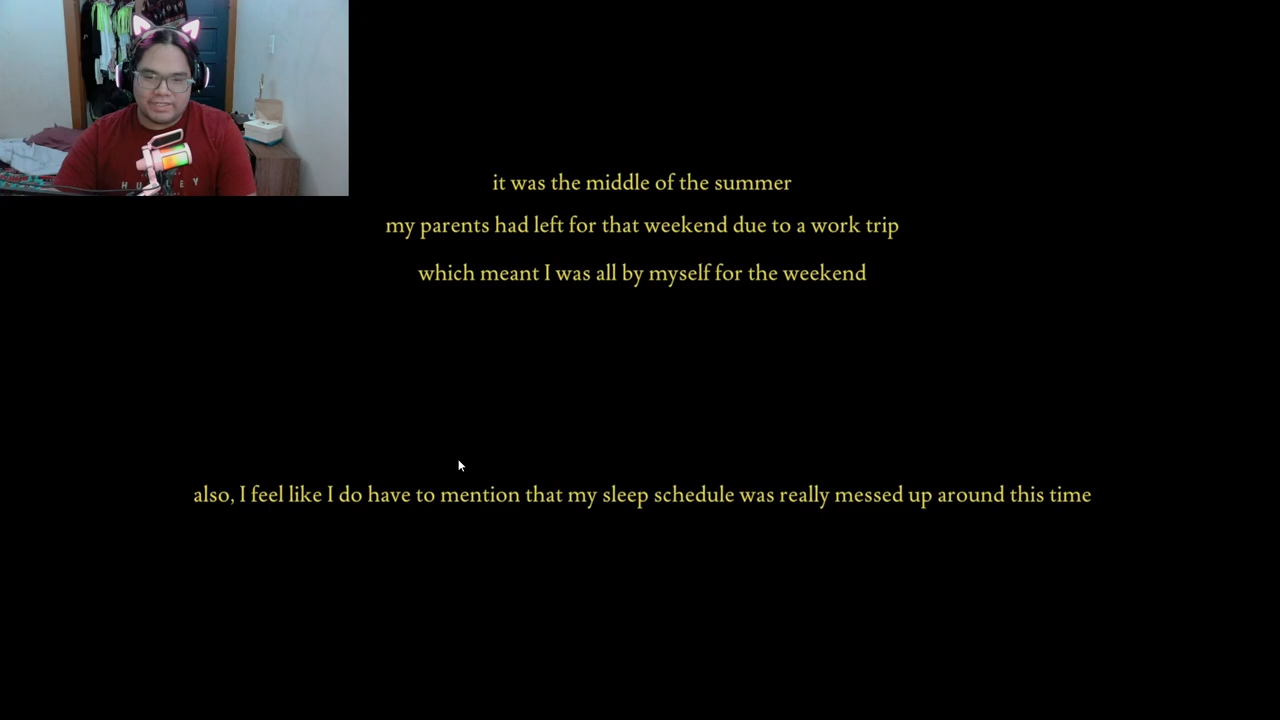 it was the middle of the summer
my parents had left for that weekend due to a work trip
which meant I was all by myself for the weekend
also, I feel like I do have to mention that my sleep schedule was really messed up around this time